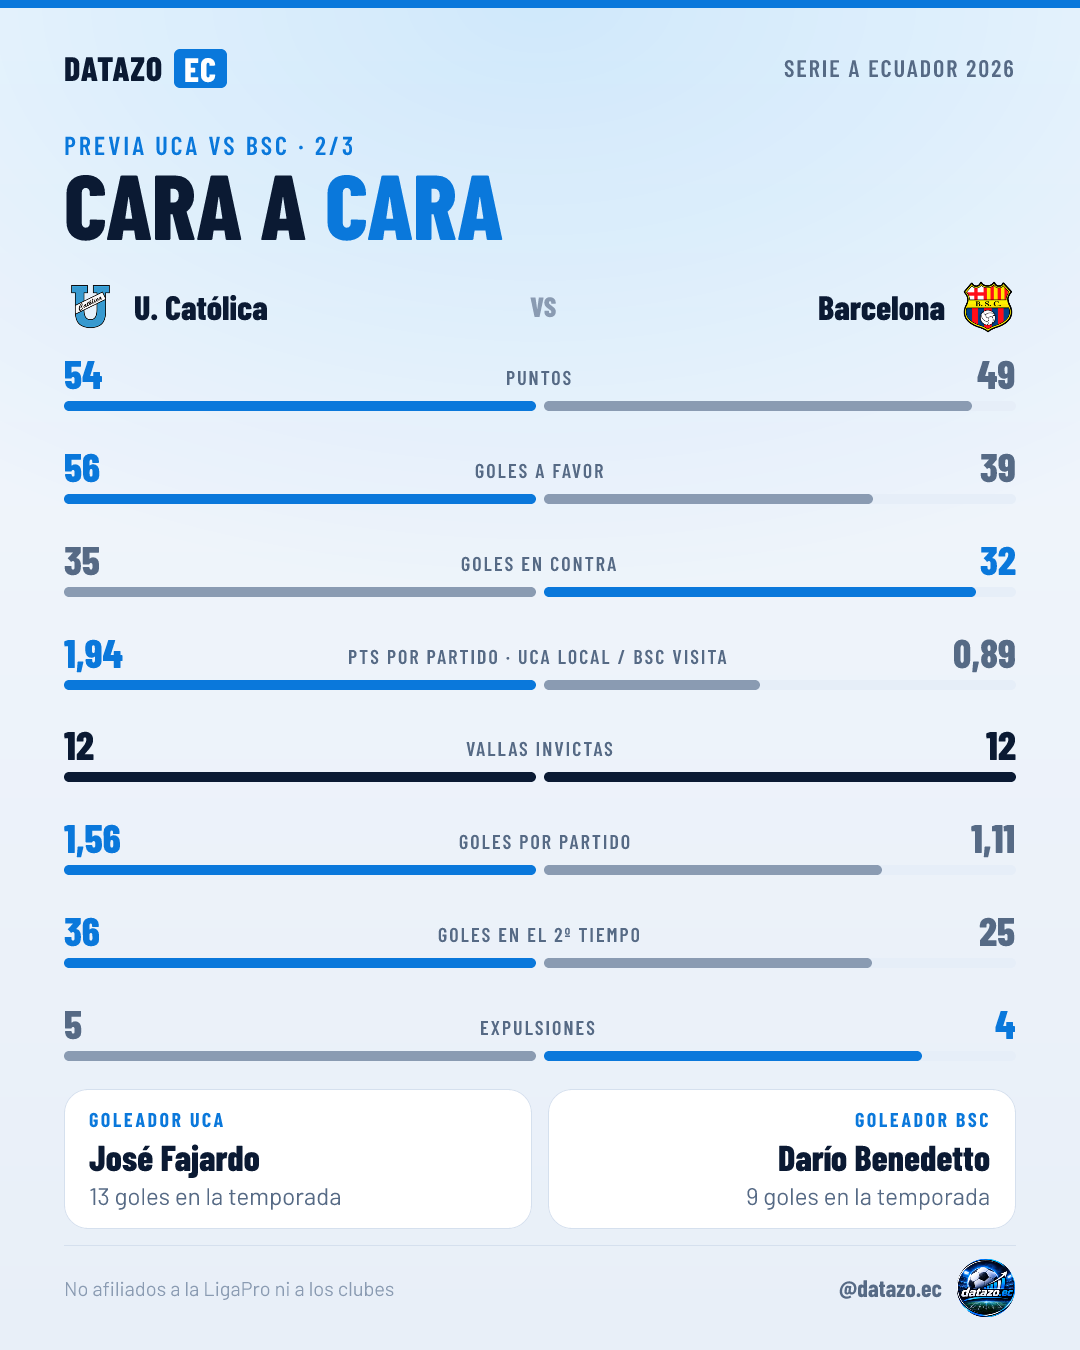 DATAZO EC
SERIE A ECUADOR 2026
PREVIA UCA VS BSC · 2/3
CARA A CARA
Católica
U. Católica
VS
Barcelona
B. S. C.
54 PUNTOS 49
56 GOLES A FAVOR 39
35 GOLES EN CONTRA 32
1,94 PTS POR PARTIDO · UCA LOCAL / BSC VISITA 0,89
12 VALLAS INVICTAS 12
1,56 GOLES POR PARTIDO 1,11
36 GOLES EN EL 2º TIEMPO 25
5 EXPULSIONES 4
GOLEADOR UCA
José Fajardo
13 goles en la temporada
GOLEADOR BSC
Darío Benedetto
9 goles en la temporada
No afiliados a la LigaPro ni a los clubes
@datazo.ec
datazo.ec